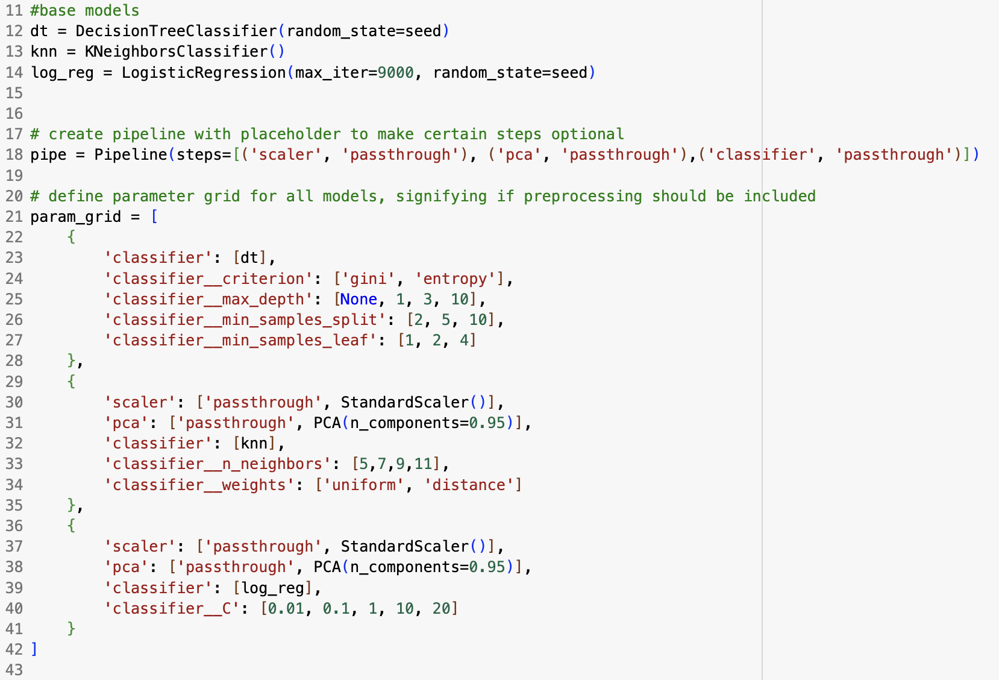 11 #base models
12 dt = DecisionTreeClassifier(random_state=seed)
13 knn = KNeighborsClassifier()
14 log_reg = LogisticRegression(max_iter=9000, random_state=seed)
15
16
17 # create pipeline with placeholder to make certain steps optional
18 pipe = Pipeline(steps=[('scaler', 'passthrough'), ('pca', 'passthrough'),('classifier', 'passthrough')])
19
20 # define parameter grid for all models, signifying if preprocessing should be included
21 param_grid = [
22     {
23         'classifier': [dt],
24         'classifier__criterion': ['gini', 'entropy'],
25         'classifier__max_depth': [None, 1, 3, 10],
26         'classifier__min_samples_split': [2, 5, 10],
27         'classifier__min_samples_leaf': [1, 2, 4]
28     },
29     {
30         'scaler': ['passthrough', StandardScaler()],
31         'pca': ['passthrough', PCA(n_components=0.95)],
32         'classifier': [knn],
33         'classifier__n_neighbors': [5,7,9,11],
34         'classifier__weights': ['uniform', 'distance']
35     },
36     {
37         'scaler': ['passthrough', StandardScaler()],
38         'pca': ['passthrough', PCA(n_components=0.95)],
39         'classifier': [log_reg],
40         'classifier__C': [0.01, 0.1, 1, 10, 20]
41     }
42 ]
43